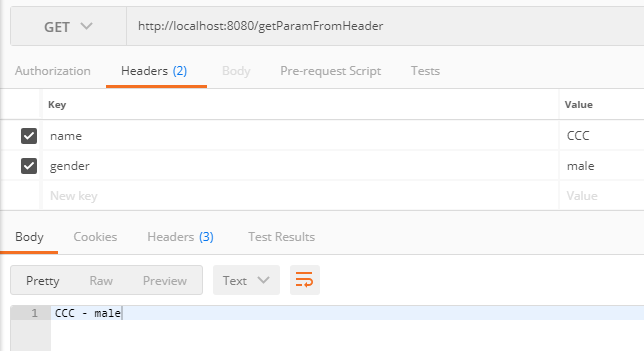 GET http://localhost:8080/getParamFromHeader
Authorization Headers (2) Body Pre-request Script Tests
Key Value
name CCC
gender male
New key Value
Body Cookies Headers (3) Test Results
Pretty Raw Preview Text
1 CCC - male